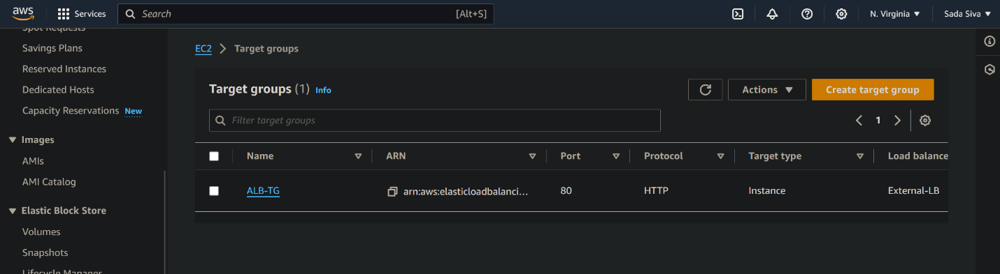 aws
Services
Search
[Alt+S]
N. Virginia
Sada Siva
Spot Requests
Savings Plans
Reserved Instances
Dedicated Hosts
Capacity Reservations New
Images
AMIs
AMI Catalog
Elastic Block Store
Volumes
Snapshots
Lifecycle Manager
EC2 > Target groups
Target groups (1) Info
Actions
Create target group
Filter target groups
1
Name ARN Port Protocol Target type Load balance
ALB-TG arn:aws:elasticloadbalanci... 80 HTTP Instance External-LB